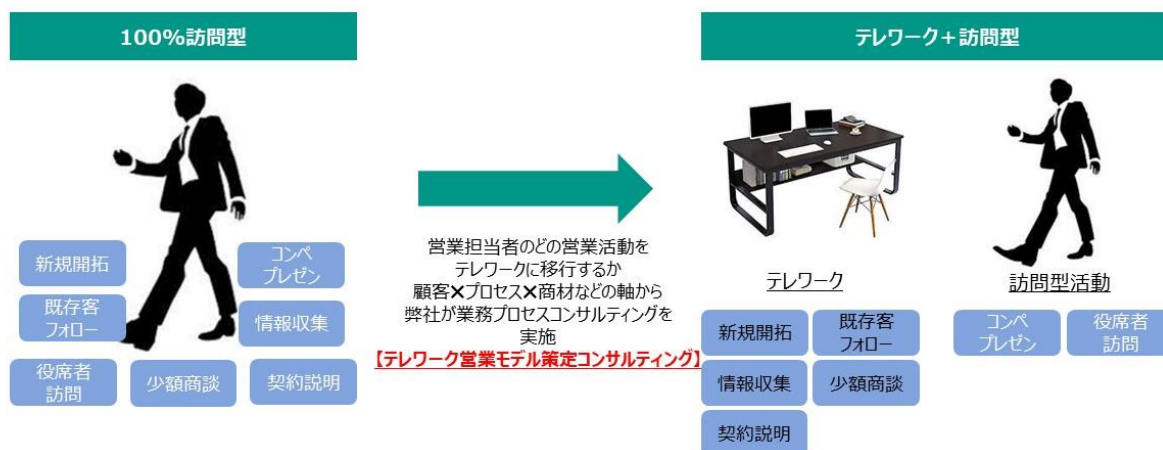 100%訪問型
新規開拓
コンペ
プレゼン
既存客
フォロー
情報収集
役席者
訪問
少額商談
契約説明
営業担当者のどの営業活動を
テレワークに移行するか
顧客×プロセス×商材などの軸から
弊社が業務プロセスコンサルティングを
実施
【テレワーク営業モデル策定コンサルティング】
テレワーク+訪問型
テレワーク
新規開拓
既存客
フォロー
情報収集
少額商談
契約説明
訪問型活動
コンペ
プレゼン
役席者
訪問